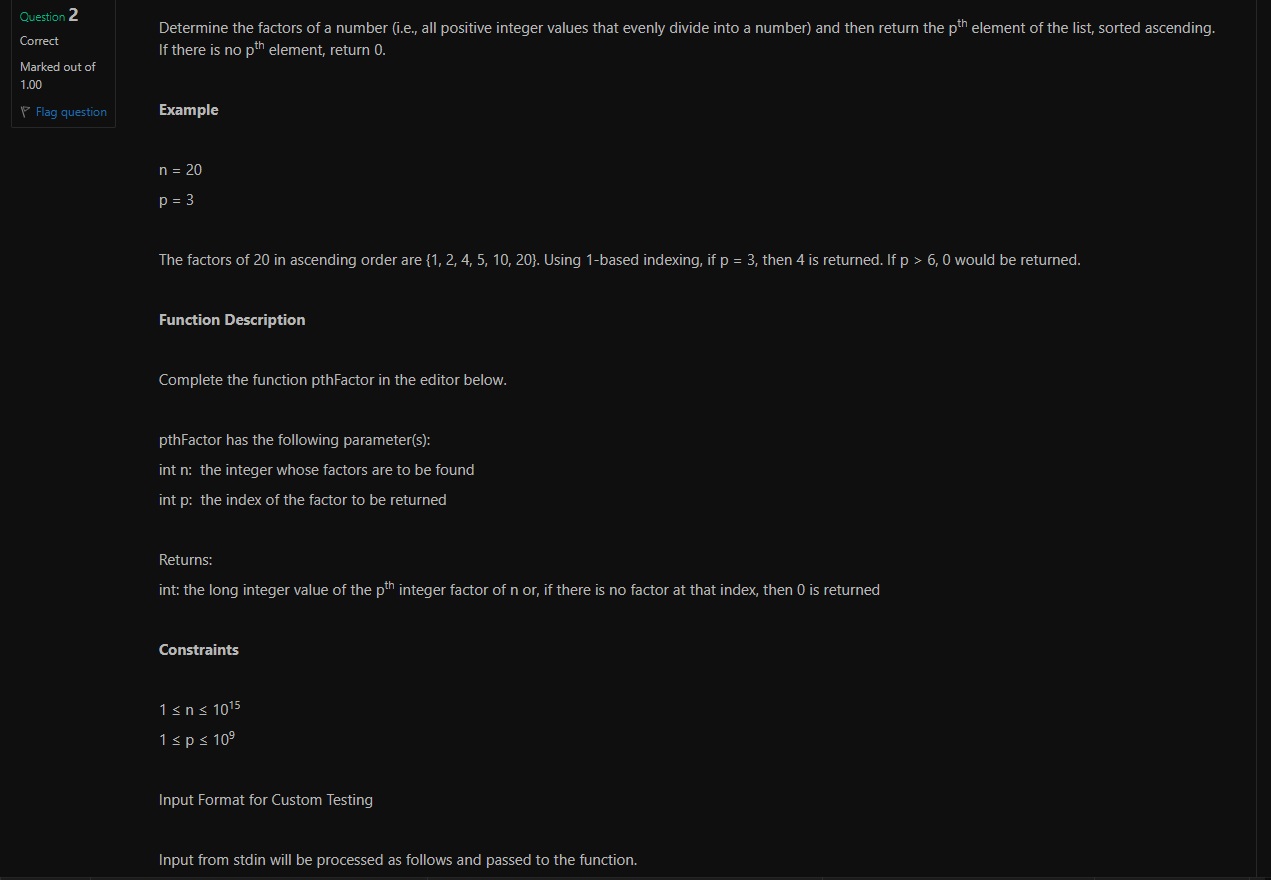 Question 2
Correct
Marked out of
1.00
Flag question
Determine the factors of a number (i.e., all positive integer values that evenly divide into a number) and then return the pth element of the list, sorted ascending.
If there is no pth element, return 0.
Example
n = 20
p = 3
The factors of 20 in ascending order are {1, 2, 4, 5, 10, 20}. Using 1-based indexing, if p = 3, then 4 is returned. If p > 6, 0 would be returned.
Function Description
Complete the function pthFactor in the editor below.
pthFactor has the following parameter(s):
int n:  the integer whose factors are to be found
int p:  the index of the factor to be returned
Returns:
int: the long integer value of the pth integer factor of n or, if there is no factor at that index, then 0 is returned
Constraints
1 ≤ n ≤ 10¹⁵
1 ≤ p ≤ 10⁹
Input Format for Custom Testing
Input from stdin will be processed as follows and passed to the function.